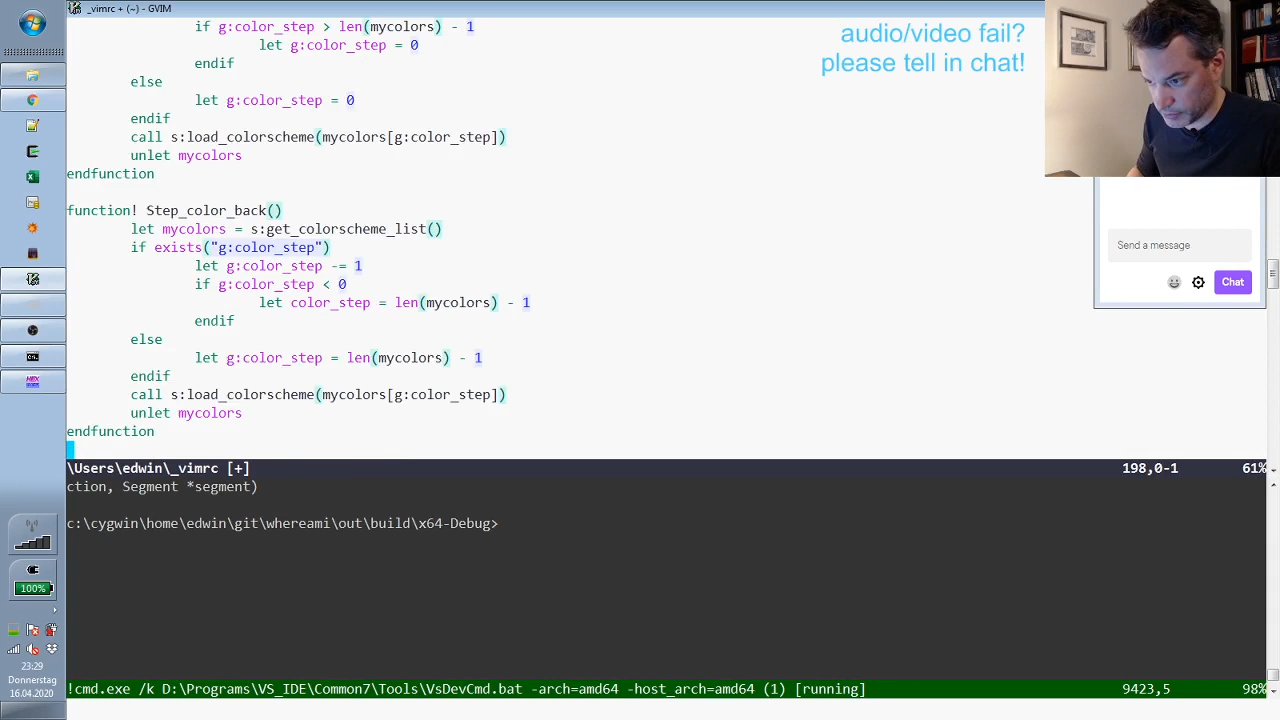 _vimrc + (~) - GVIM
if g:color_step > len(mycolors) - 1
let g:color_step = 0
endif
else
let g:color_step = 0
endif
call s:load_colorscheme(mycolors[g:color_step])
unlet mycolors
endfunction
function! Step_color_back()
let mycolors = s:get_colorscheme_list()
if exists("g:color_step")
let g:color_step -= 1
if g:color_step < 0
let color_step = len(mycolors) - 1
endif
else
let g:color_step = len(mycolors) - 1
endif
call s:load_colorscheme(mycolors[g:color_step])
unlet mycolors
endfunction
\Users\edwin\_vimrc [+] 198,0-1 61%
ction, Segment *segment)
c:\cygwin\home\edwin\git\whereami\out\build\x64-Debug>
!cmd.exe /k D:\Programs\VS_IDE\Common7\Tools\VsDevCmd.bat -arch=amd64 -host_arch=amd64 (1) [running] 9423,5 98%
audio/video fail?
please tell in chat!
Send a message
Chat
HEX
100%
23:29
Donnerstag
16.04.2020